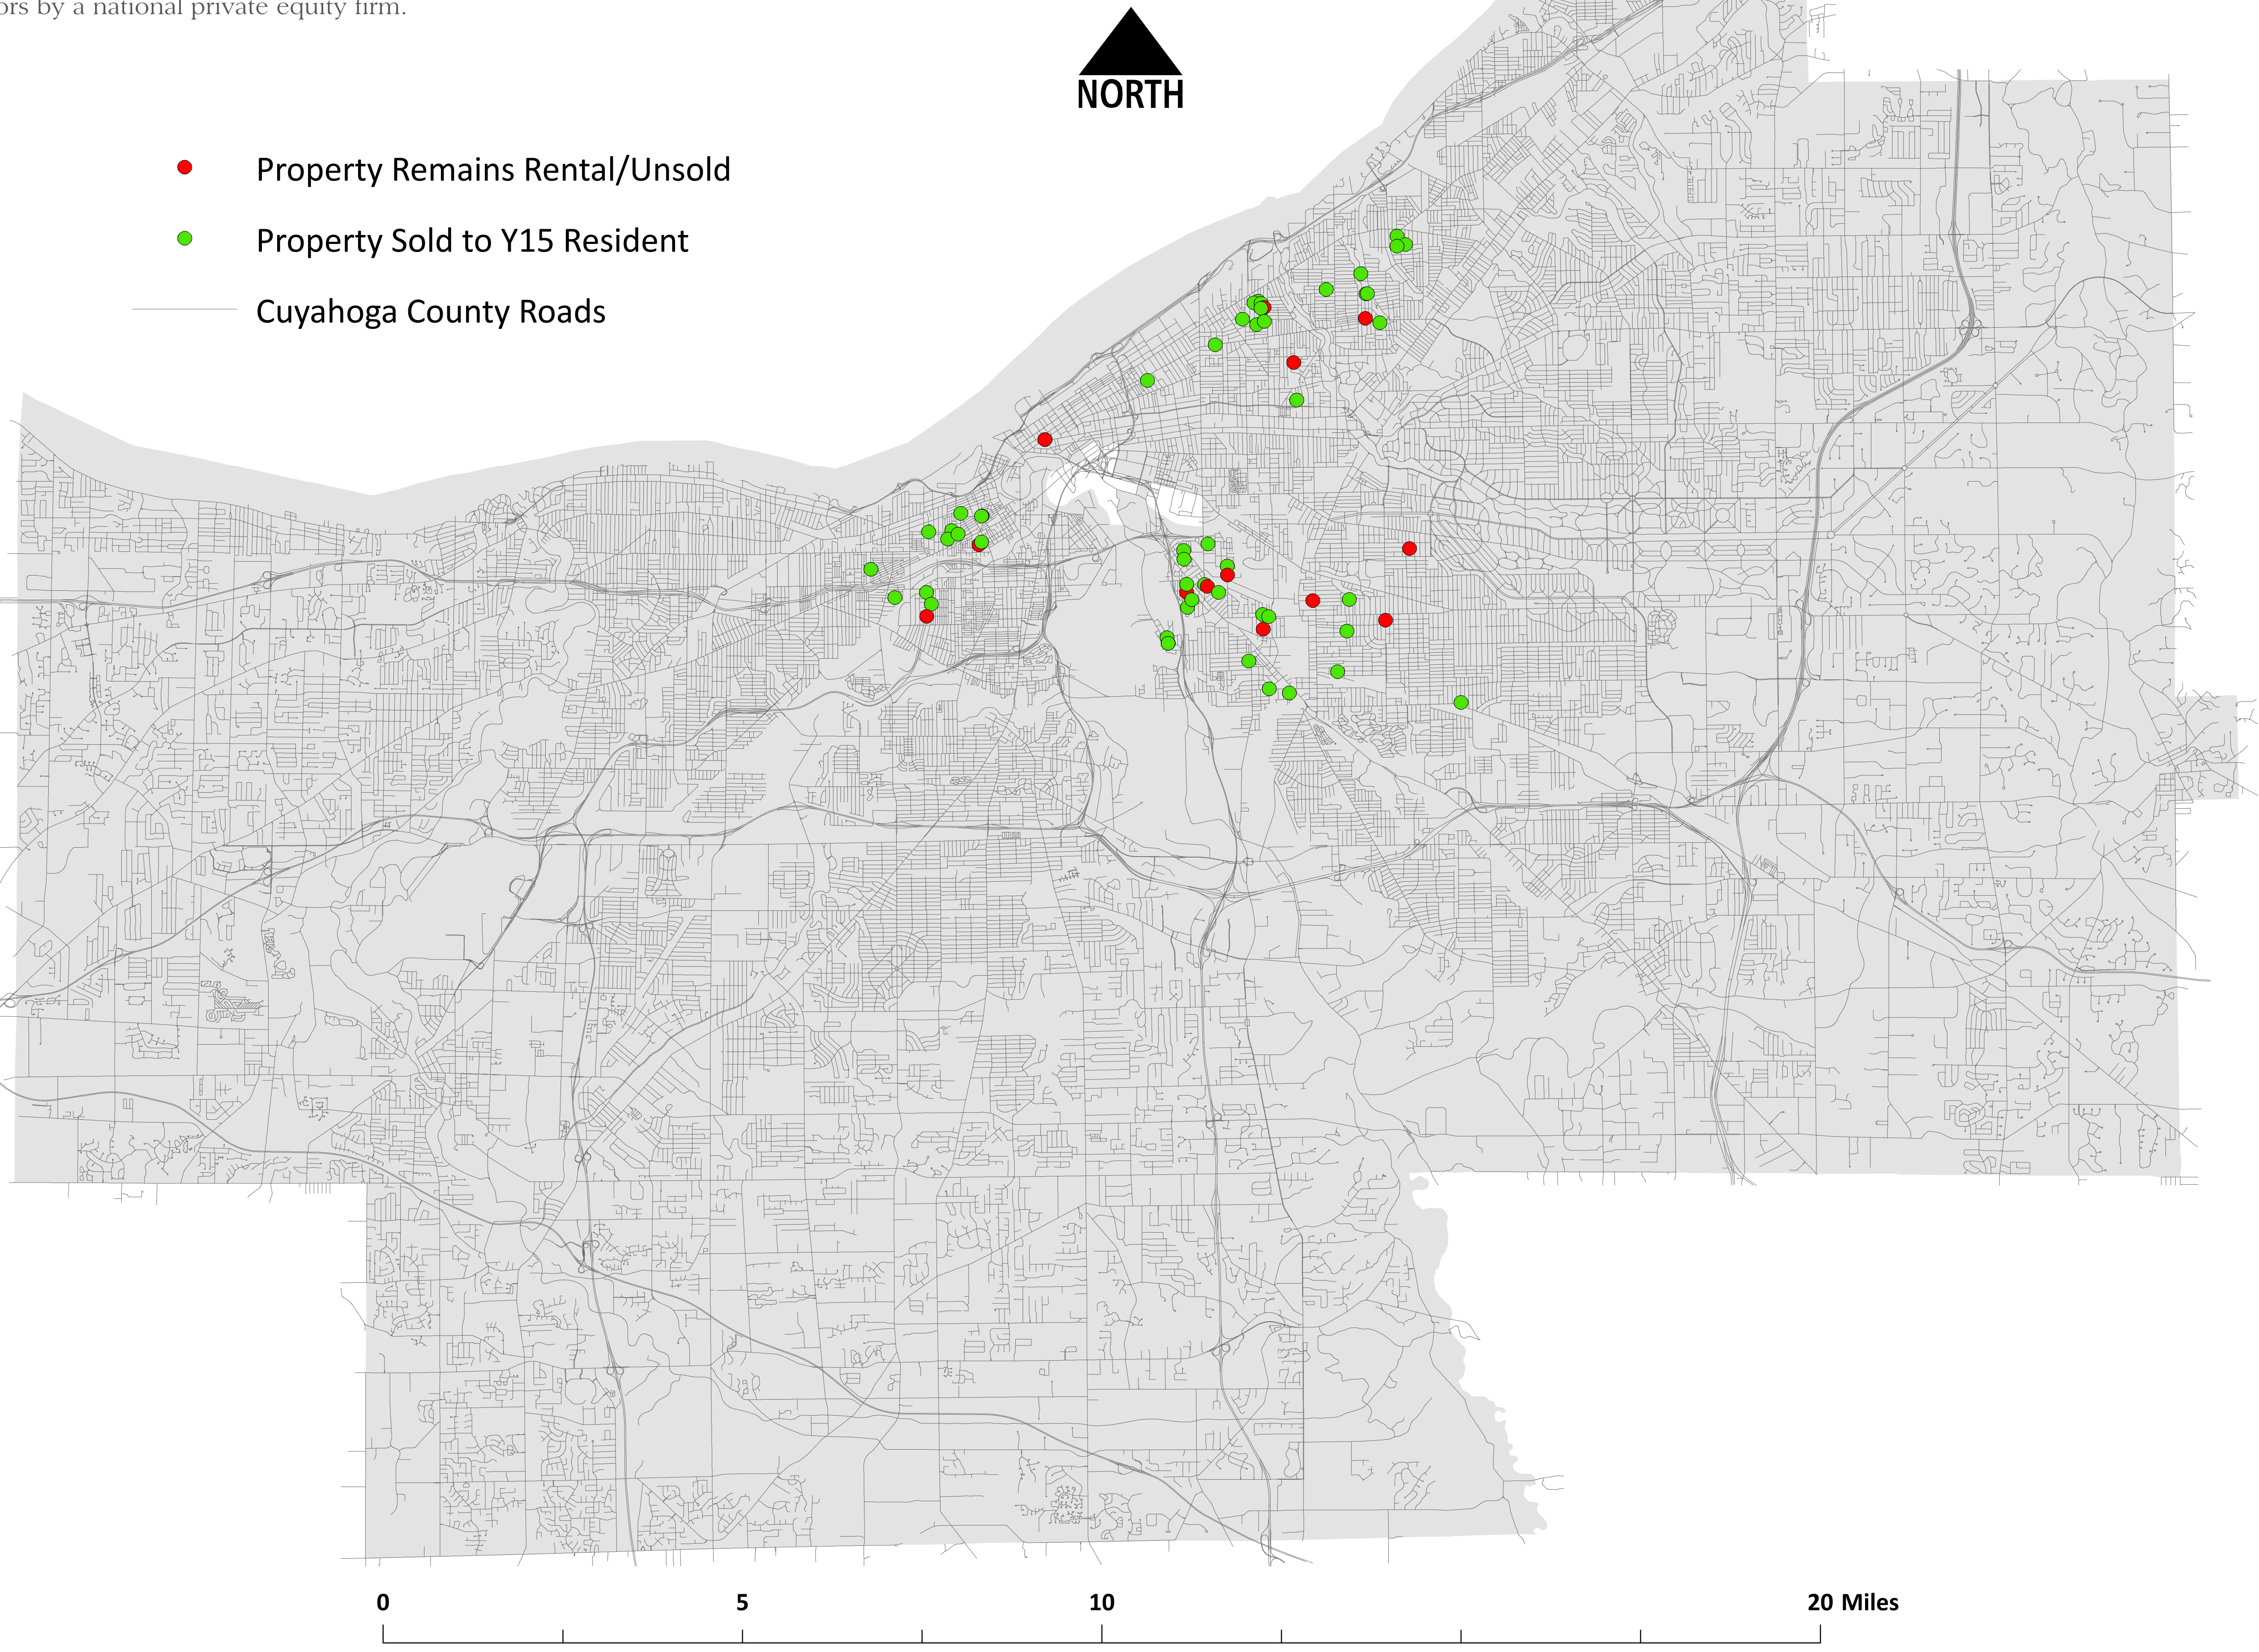 ors by a national private equity firm.
NORTH
Property Remains Rental/Unsold
Property Sold to Y15 Resident
Cuyahoga County Roads
0 5 10 20 Miles